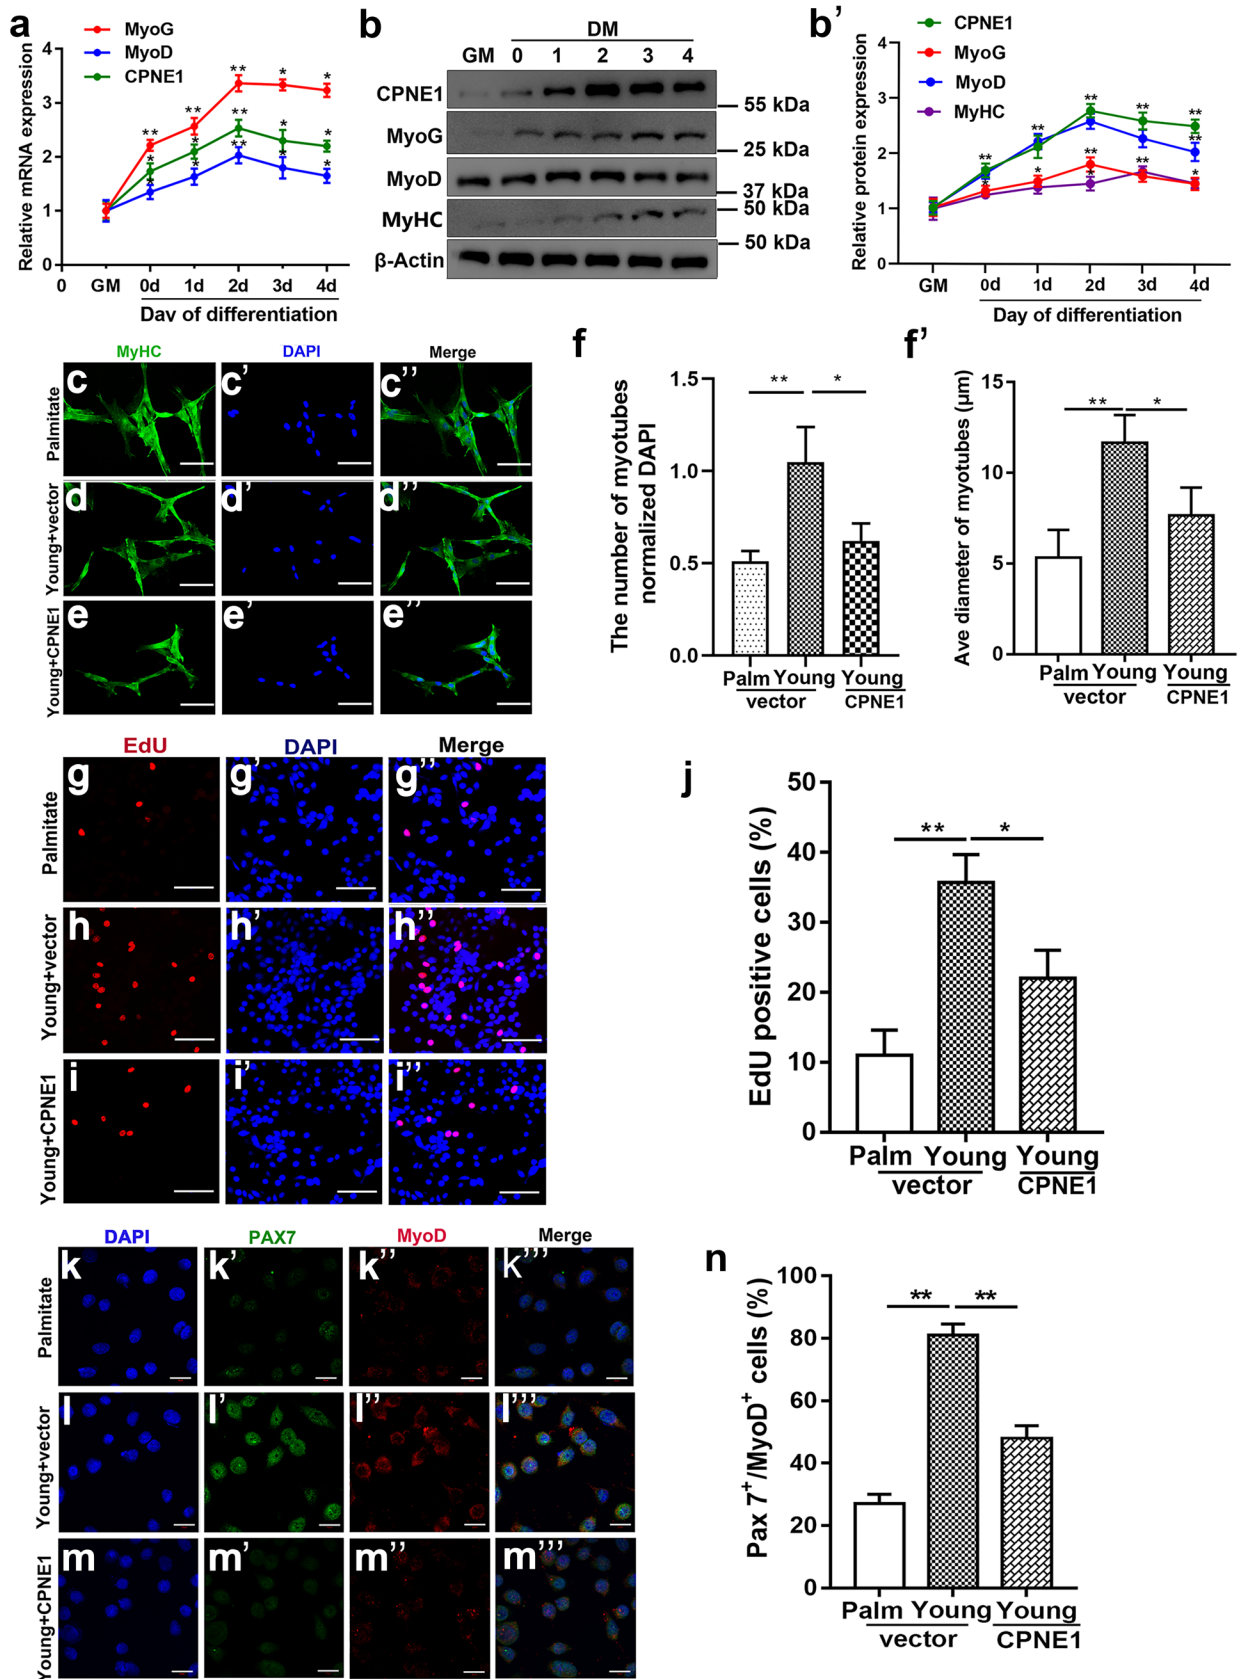 a
MyoG
MyoD
CPNE1
Relative mRNA expression
4
3
2
1
0
** ** ** * *
* * ** * *
* * ** *
0 GM 0d 1d 2d 3d 4d
Dav of differentiation
b
DM
GM 0 1 2 3 4
CPNE1
55 kDa
MyoG
25 kDa
MyoD
37 kDa
MyHC
50 kDa
50 kDa
β-Actin
b’
CPNE1
MyoG
MyoD
MyHC
Relative protein expression
4
3
2
1
0
** ** ** ** **
* * ** ** **
* *
GM 0d 1d 2d 3d 4d
Day of differentiation
MyHC DAPI Merge
Palmitate
c c’ c’’
Young+vector
d d’ d’’
Young+CPNE1
e e’ e’’
f
The number of myotubes
normalized DAPI
1.5
1.0
0.5
0.0
** *
Palm Young Young
vector CPNE1
f’
Ave diameter of myotubes (μm)
15
10
5
0
** *
Palm Young Young
vector CPNE1
EdU DAPI Merge
Palmitate
g g’ g’’
Young+vector
h h’ h’’
Young+CPNE1
i i’ i’’
j
EdU positive cells (%)
50
40
30
20
10
0
** *
Palm Young Young
vector CPNE1
DAPI PAX7 MyoD Merge
Palmitate
k k’ k’’ k’’’
Young+vector
l l’ l’’ l’’’
Young+CPNE1
m m’ m’’ m’’’
n
Pax 7⁺/MyoD⁺ cells (%)
100
80
60
40
20
0
** **
Palm Young Young
vector CPNE1